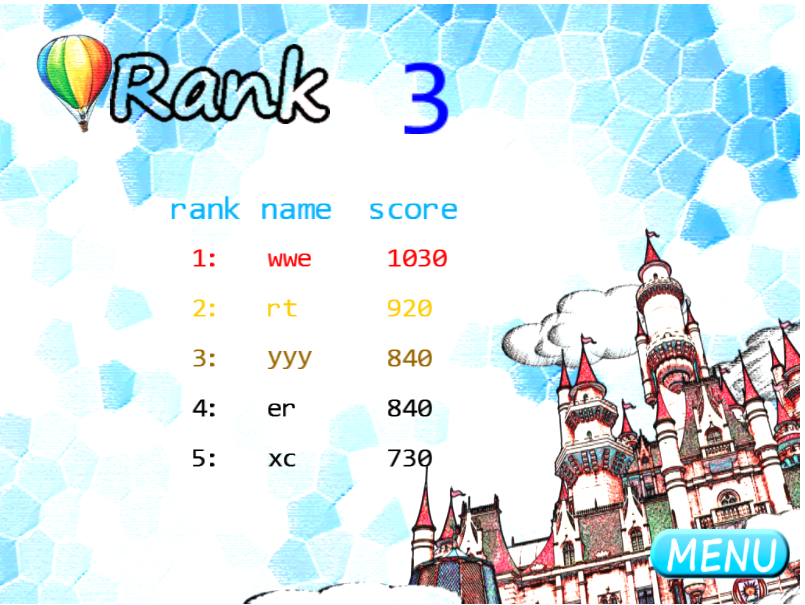 Rank 3
rank name score
1: wwe 1030
2: rt 920
3: yyy 840
4: er 840
5: xc 730
MENU